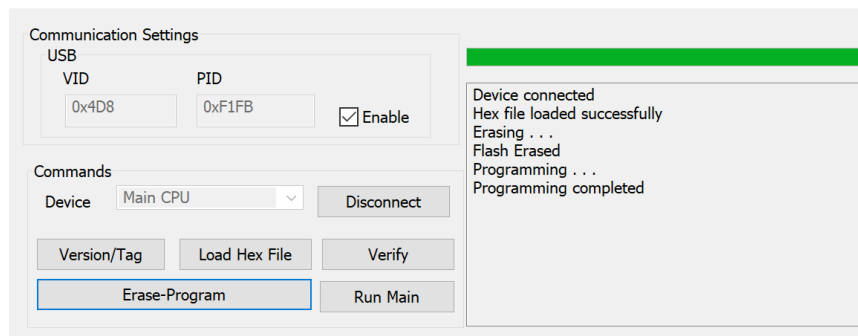 Communication Settings
USB
VID PID
0x4D8 0xF1FB Enable
Commands
Device Main CPU Disconnect
Version/Tag Load Hex File Verify
Erase-Program Run Main
Device connected
Hex file loaded successfully
Erasing . . .
Flash Erased
Programming . . .
Programming completed